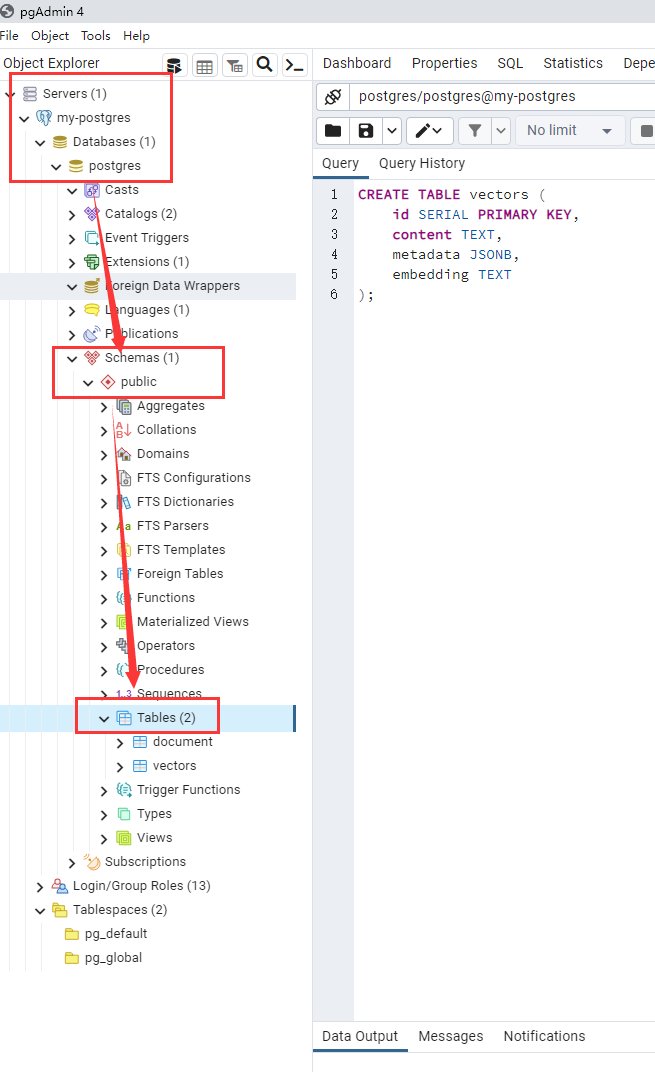 pgAdmin 4
File Object Tools Help
Object Explorer
Servers (1)
my-postgres
Databases (1)
postgres
Casts
Catalogs (2)
Event Triggers
Extensions (1)
Foreign Data Wrappers
Languages (1)
Publications
Schemas (1)
public
Aggregates
Collations
Domains
FTS Configurations
FTS Dictionaries
FTS Parsers
FTS Templates
Foreign Tables
Functions
Materialized Views
Operators
Procedures
1..3 Sequences
Tables (2)
document
vectors
Trigger Functions
Types
Views
Subscriptions
Login/Group Roles (13)
Tablespaces (2)
pg_default
pg_global
Dashboard Properties SQL Statistics Depe
postgres/postgres@my-postgres
No limit
Query Query History
1 CREATE TABLE vectors (
2 id SERIAL PRIMARY KEY,
3 content TEXT,
4 metadata JSONB,
5 embedding TEXT
6 );
Data Output Messages Notifications